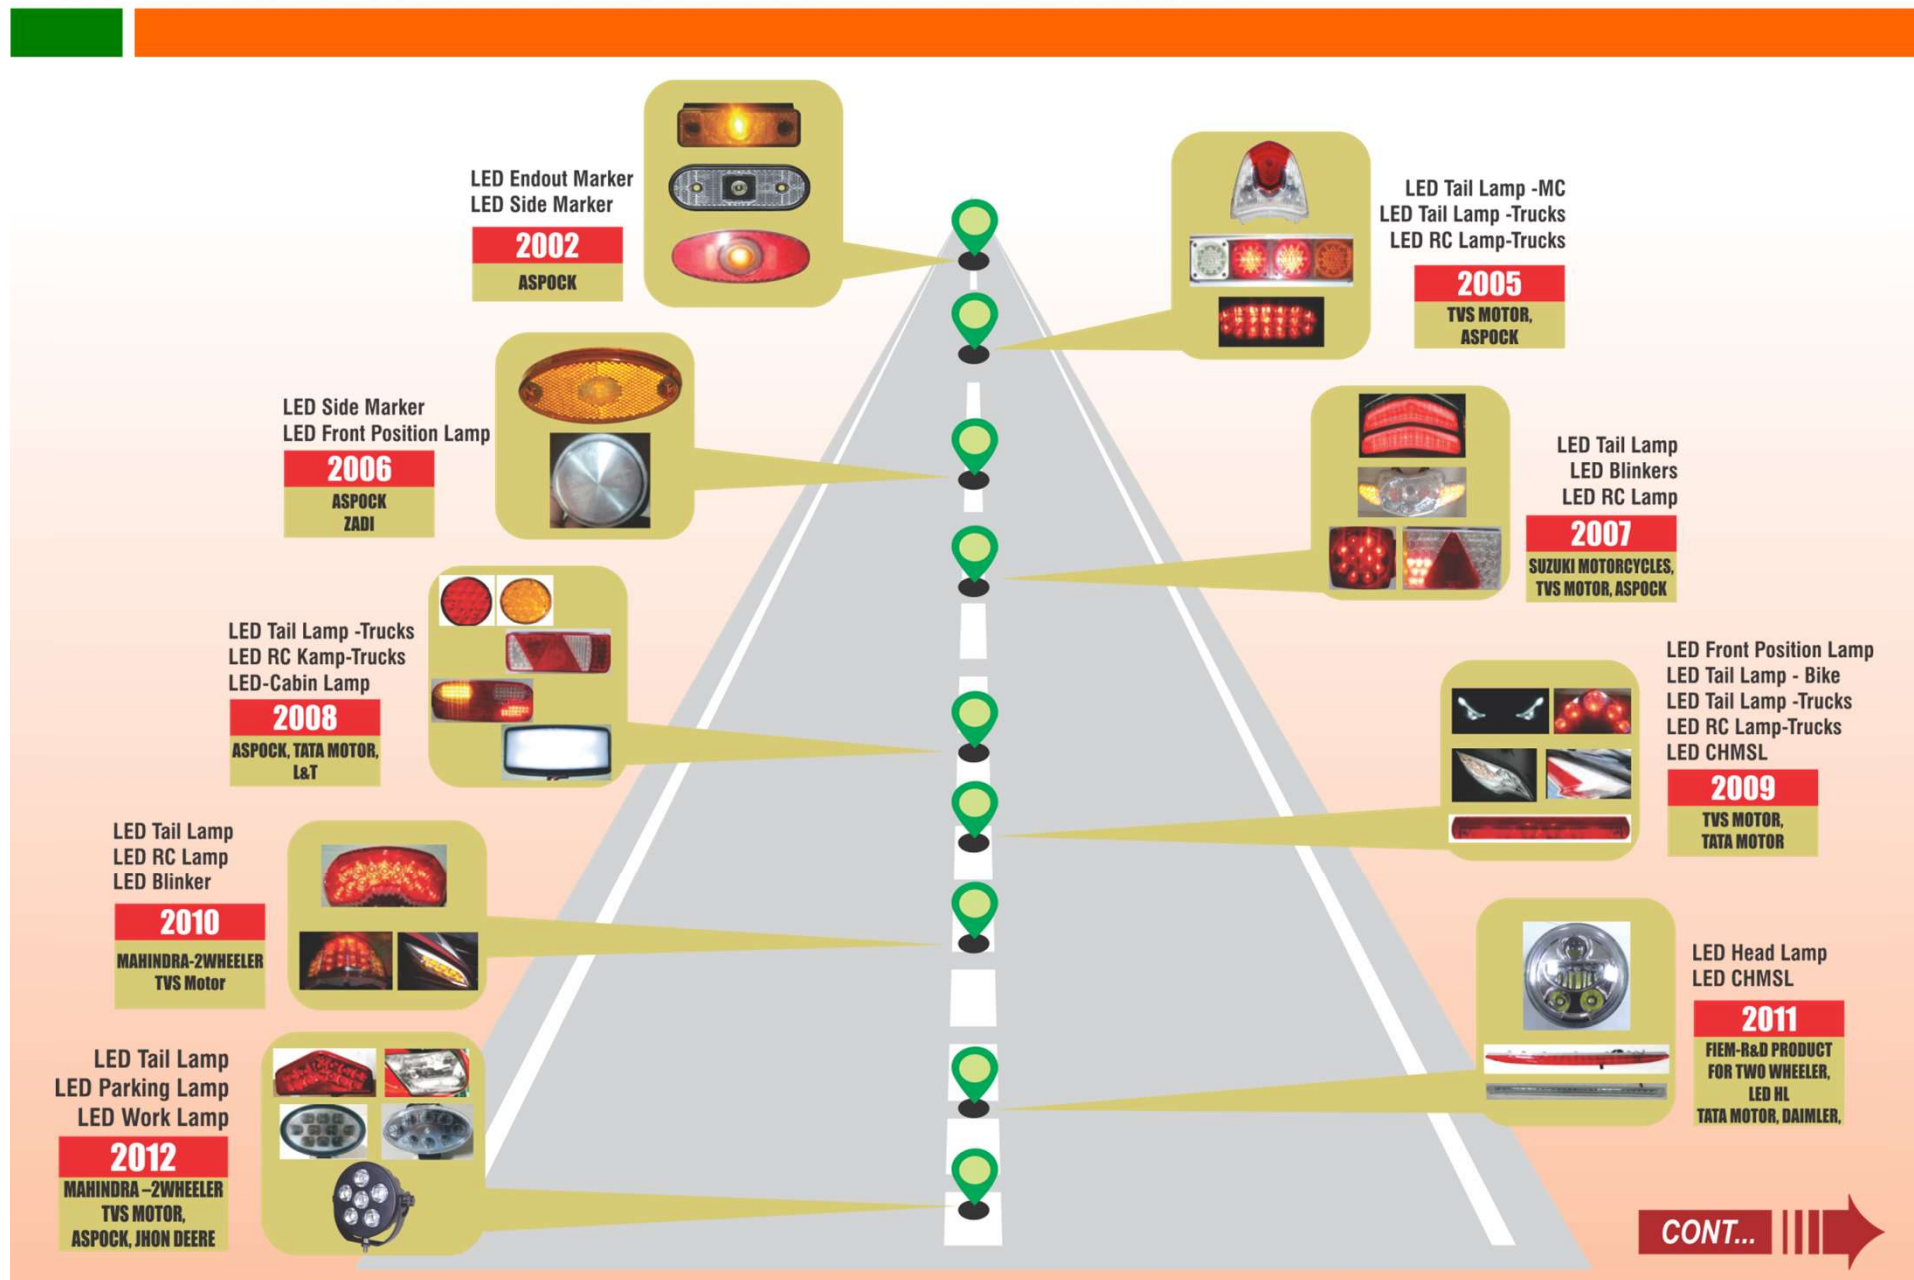 LED Endout Marker
LED Side Marker
2002
ASPOCK
LED Tail Lamp -MC
LED Tail Lamp -Trucks
LED RC Lamp-Trucks
2005
TVS MOTOR,
ASPOCK
LED Side Marker
LED Front Position Lamp
2006
ASPOCK
ZADI
LED Tail Lamp
LED Blinkers
LED RC Lamp
2007
SUZUKI MOTORCYCLES,
TVS MOTOR, ASPOCK
LED Tail Lamp -Trucks
LED RC Kamp-Trucks
LED-Cabin Lamp
2008
ASPOCK, TATA MOTOR,
L&T
LED Front Position Lamp
LED Tail Lamp - Bike
LED Tail Lamp -Trucks
LED RC Lamp-Trucks
LED CHMSL
2009
TVS MOTOR,
TATA MOTOR
LED Tail Lamp
LED RC Lamp
LED Blinker
2010
MAHINDRA-2WHEELER
TVS Motor
LED Head Lamp
LED CHMSL
2011
FIEM-R&D PRODUCT
FOR TWO WHEELER,
LED HL
TATA MOTOR, DAIMLER,
LED Tail Lamp
LED Parking Lamp
LED Work Lamp
2012
MAHINDRA –2WHEELER
TVS MOTOR,
ASPOCK, JHON DEERE
CONT...